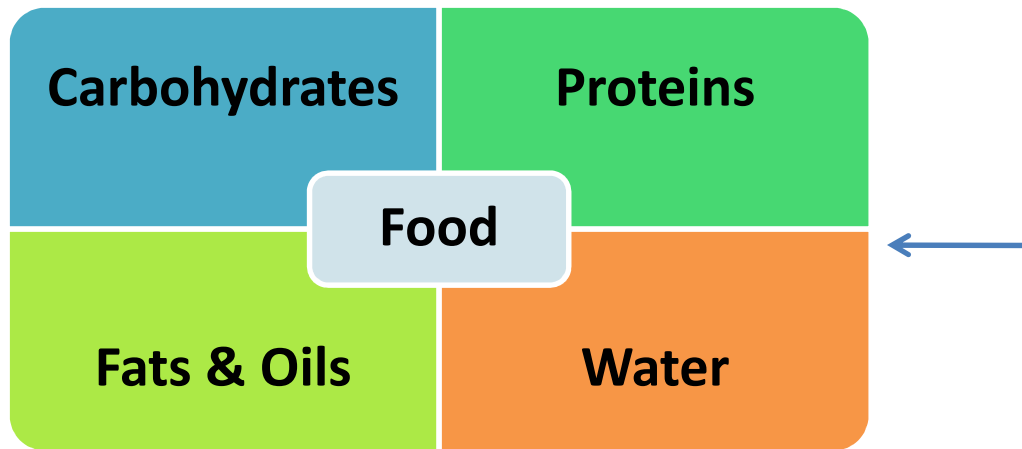 Carbohydrates
Proteins
Food
Fats & Oils
Water